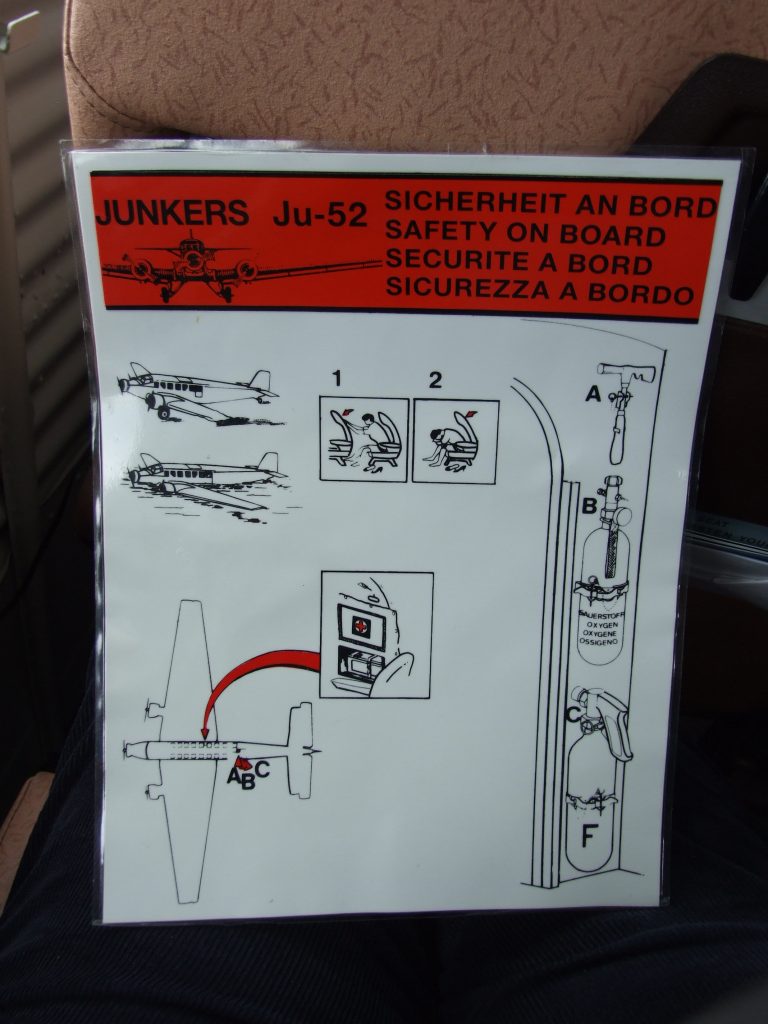 JUNKERS Ju-52
SICHERHEIT AN BORD
SAFETY ON BOARD
SECURITE A BORD
SICUREZZA A BORDO
1
2
A
B
SAUERSTOFF
OXYGEN
OXYGENE
OSSIGENO
C
F
A
B
C